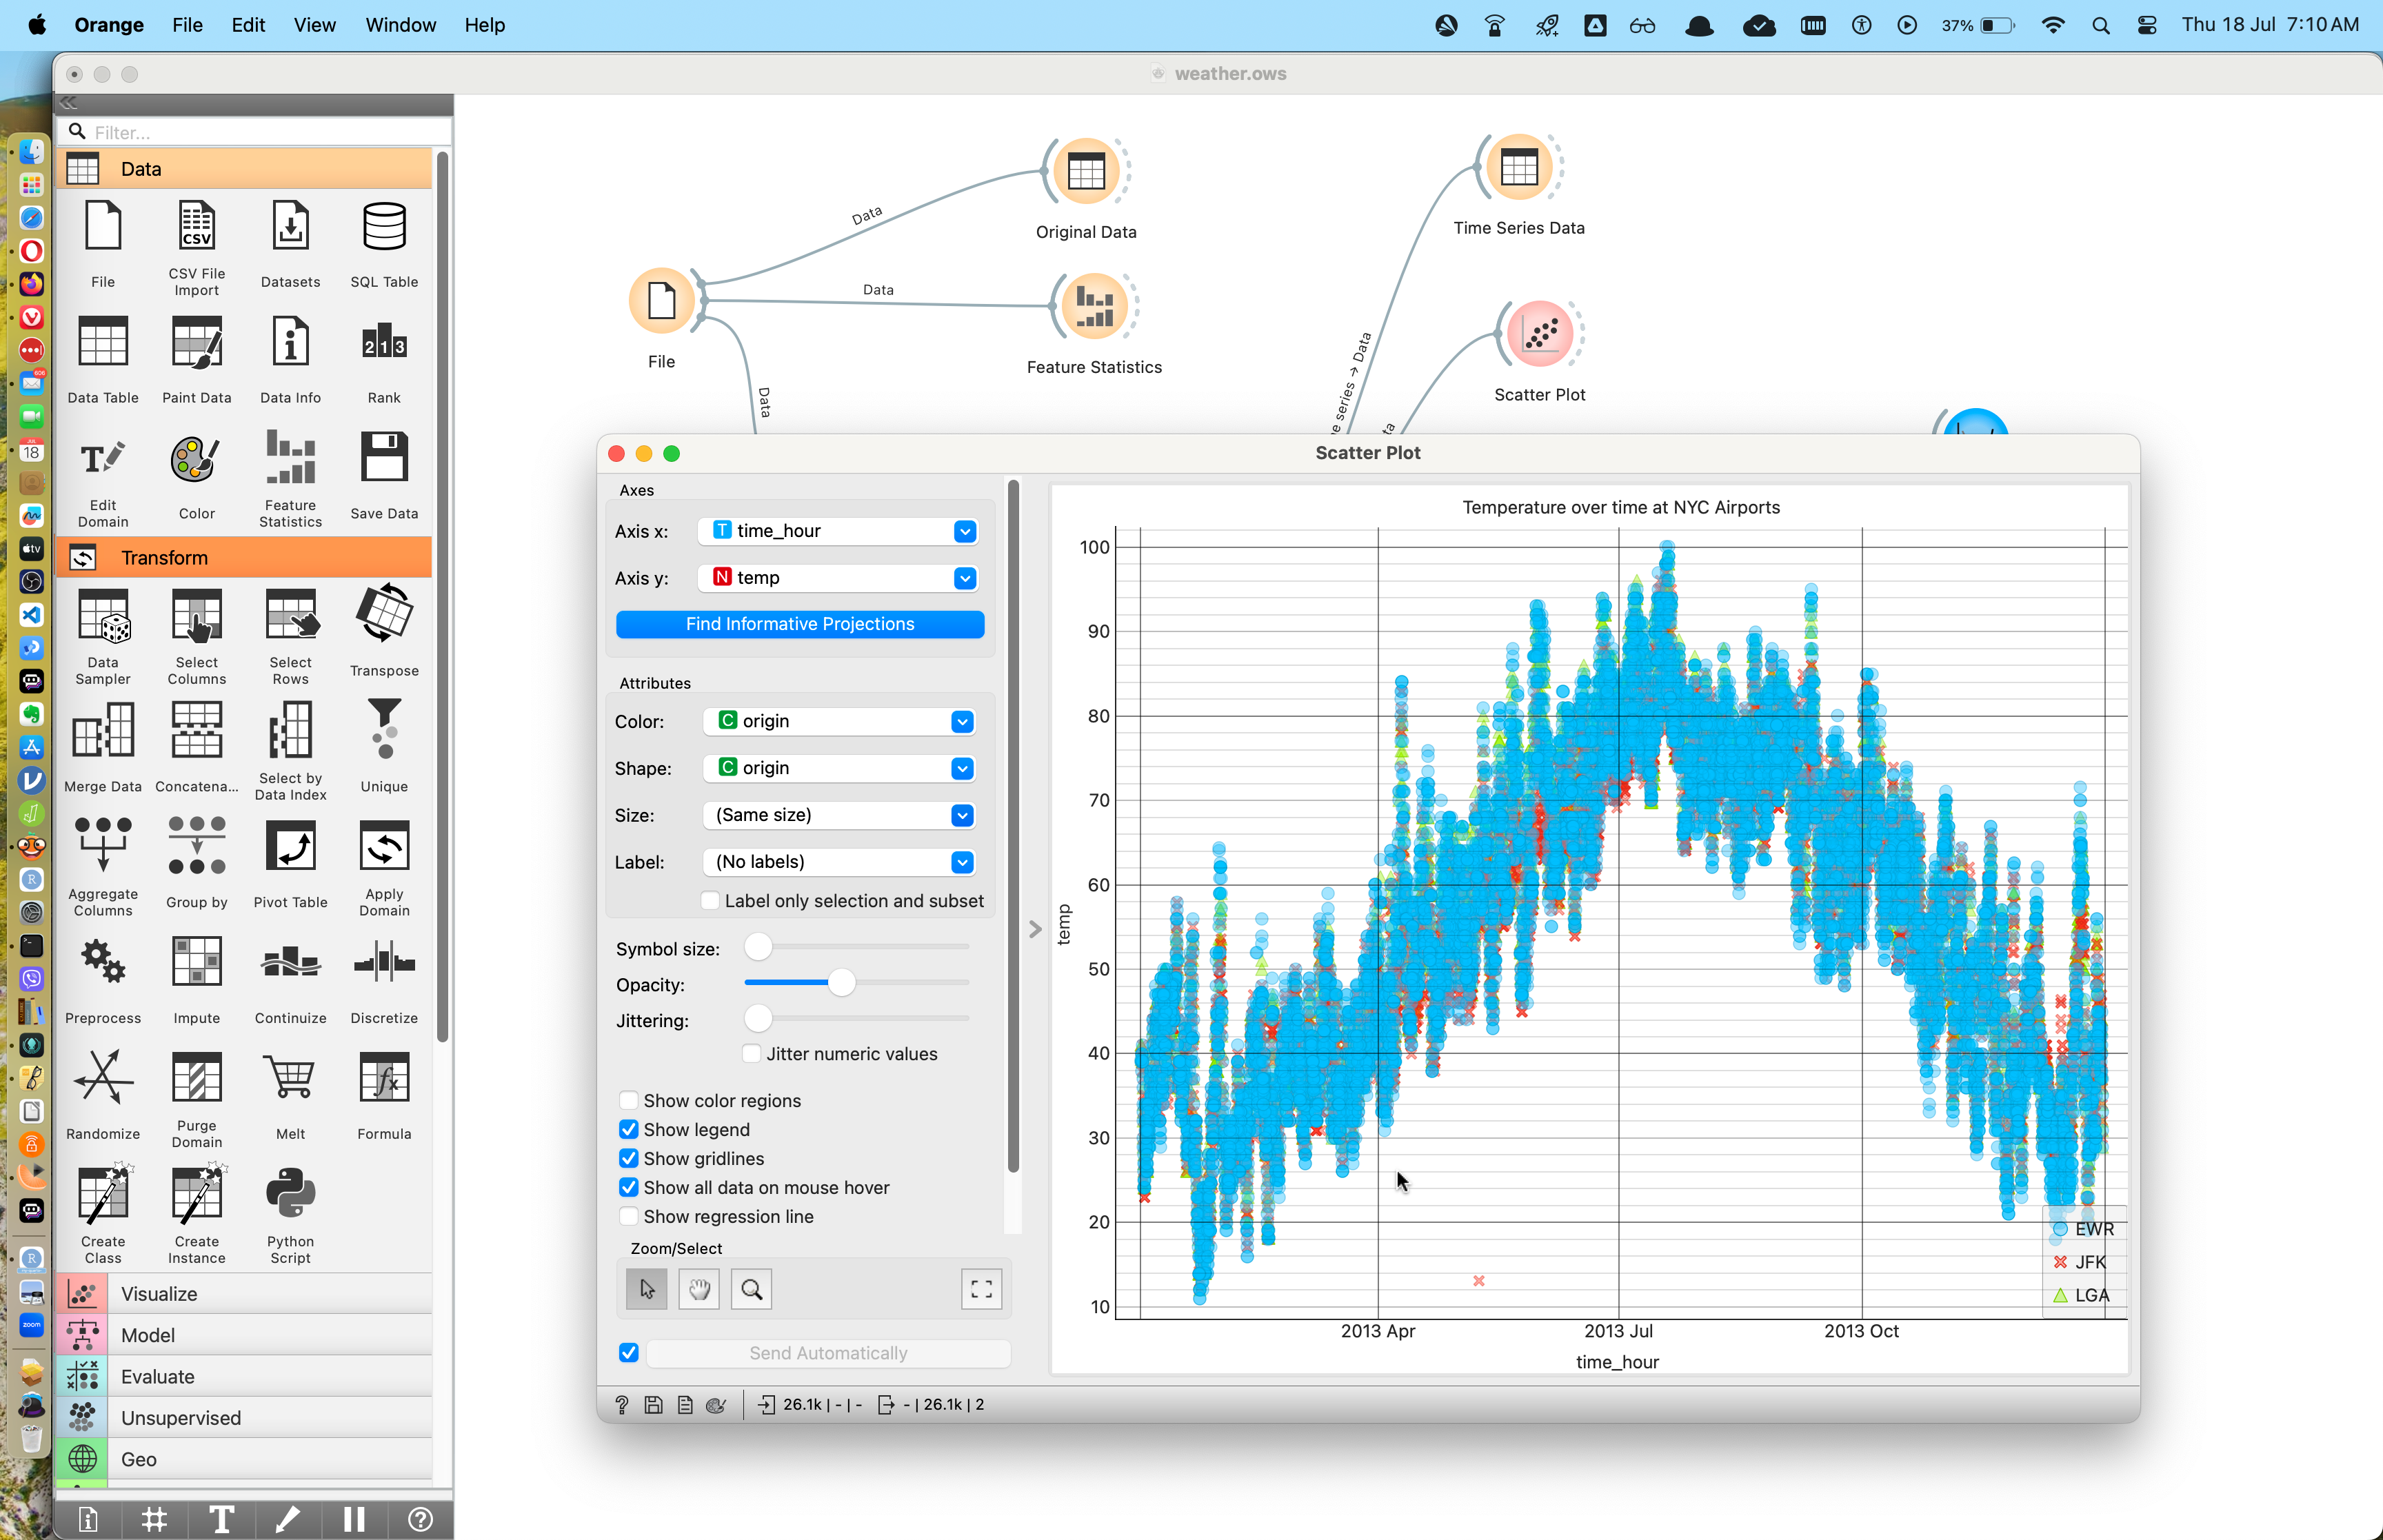 Orange File Edit View Window Help 37% Thu 18 Jul 7:10 AM
weather.ows
Filter...
Data
File
CSV File Import
Datasets
SQL Table
Data Table
Paint Data
Data Info
Rank
Edit Domain
Color
Feature Statistics
Save Data
Transform
Data Sampler
Select Columns
Select Rows
Transpose
Merge Data
Concatena...
Select by Data Index
Unique
Aggregate Columns
Group by
Pivot Table
Apply Domain
Preprocess
Impute
Continuize
Discretize
Randomize
Purge Domain
Melt
Formula
Create Class
Create Instance
Python Script
Visualize
Model
Evaluate
Unsupervised
Geo
File
Data
Data
Data
Original Data
Feature Statistics
Time Series Data
Scatter Plot
series → Data
Scatter Plot
Axes
Axis x: T time_hour
Axis y: N temp
Find Informative Projections
Attributes
Color: C origin
Shape: C origin
Size: (Same size)
Label: (No labels)
Label only selection and subset
Symbol size:
Opacity:
Jittering:
Jitter numeric values
Show color regions
Show legend
Show gridlines
Show all data on mouse hover
Show regression line
Zoom/Select
Send Automatically
26.1k | - | - - | 26.1k | 2
Temperature over time at NYC Airports
100
90
80
70
60
50
40
30
20
10
temp
2013 Apr 2013 Jul 2013 Oct
time_hour
EWR
JFK
LGA